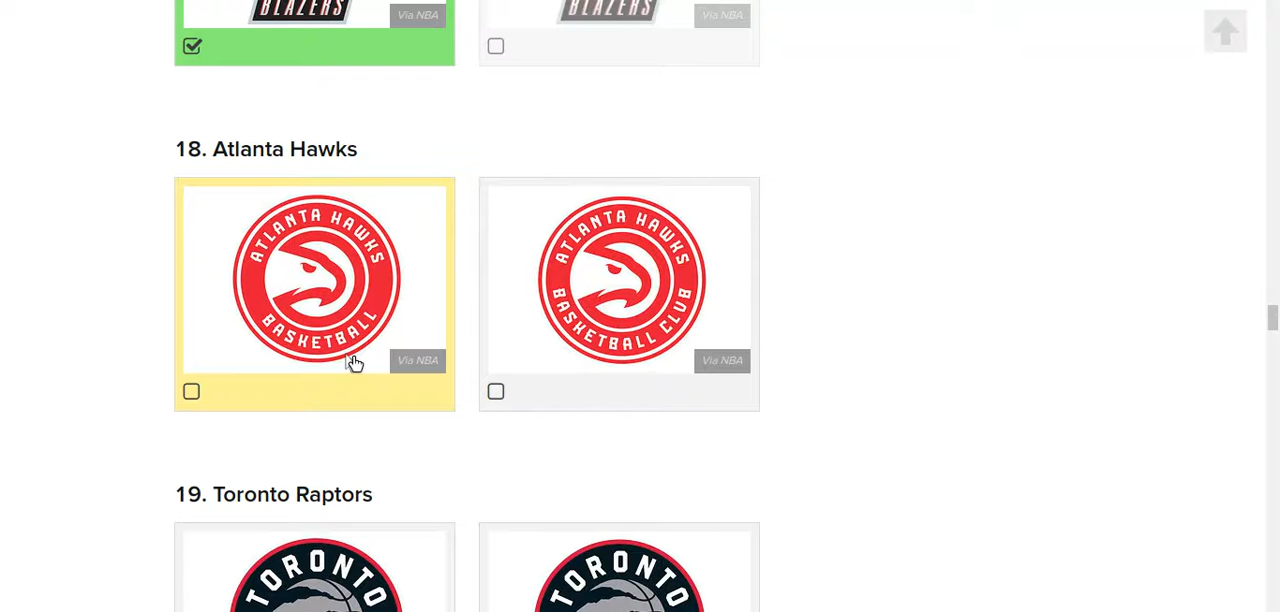 BLAZERS
Via NBA
BLAZERS
Via NBA
18. Atlanta Hawks
ATLANTA HAWKS
BASKETBALL
Via NBA
ATLANTA HAWKS
BASKETBALL CLUB
Via NBA
19. Toronto Raptors
TORONTO
TORONTO